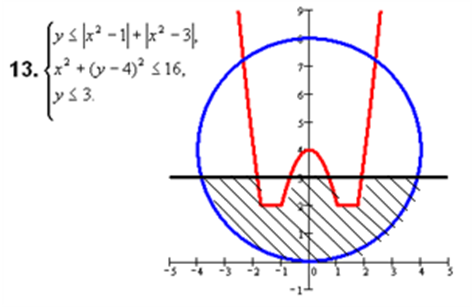 13. { y ≤ |x² − 1| + |x² − 3|,
x² + (y − 4)² ≤ 16,
y ≤ 3.
9
8
7
6
5
4
3
2
1
-5 -4 -3 -2 -1 0 1 2 3 4 5
-1